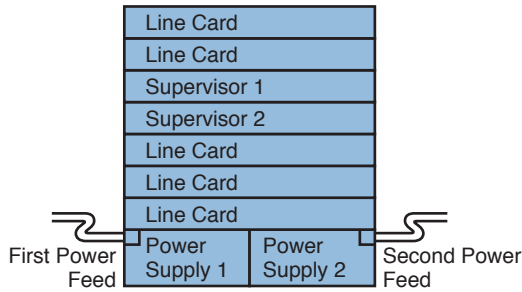 Line Card
Line Card
Supervisor 1
Supervisor 2
Line Card
Line Card
Line Card
First Power
Feed
Power
Supply 1
Power
Supply 2
Second Power
Feed